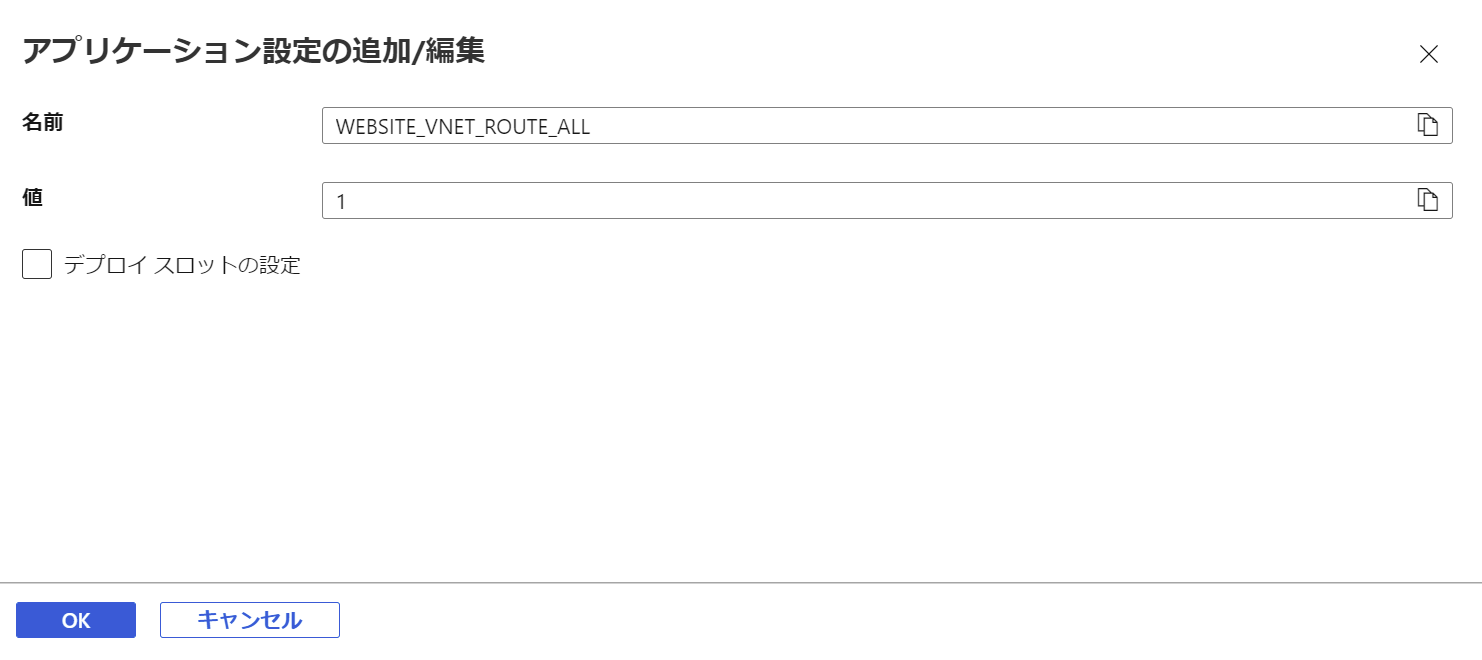 アプリケーション設定の追加/編集
名前
WEBSITE_VNET_ROUTE_ALL
値
1
デプロイ スロットの設定
OK
キャンセル